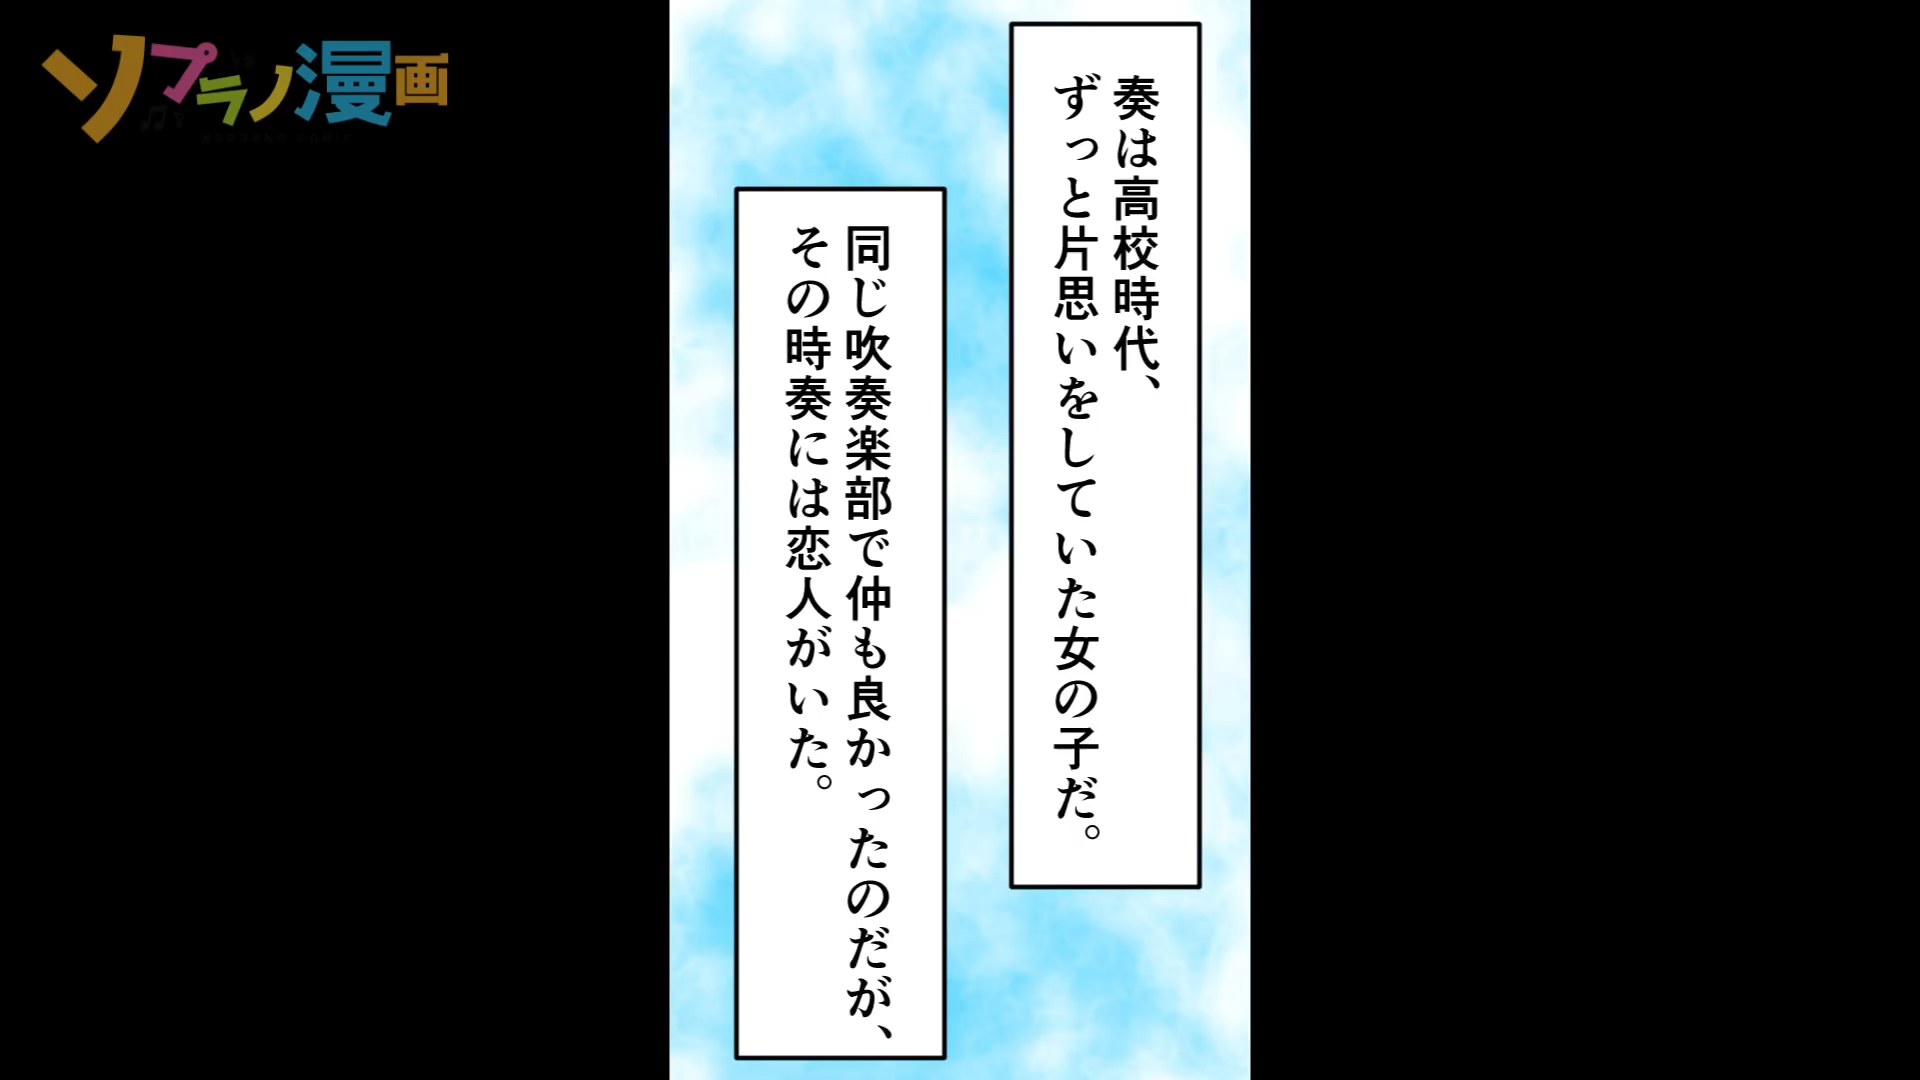 ソプラノ漫画
SOPRANO COMIC
奏は高校時代、
ずっと片思いをしていた女の子だ。
同じ吹奏楽部で仲も良かったのだが、
その時奏には恋人がいた。